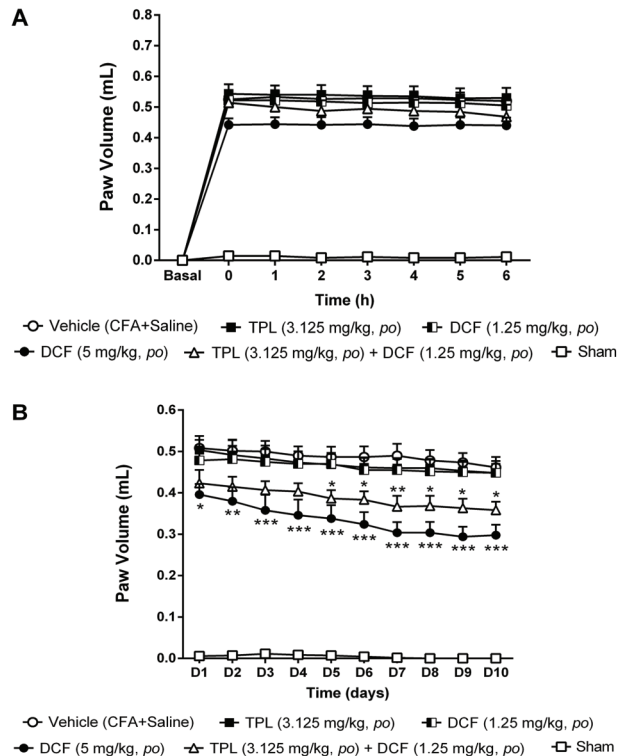 A
Paw Volume (mL)
0.8
0.7
0.6
0.5
0.4
0.3
0.2
0.1
0.0
Basal 0 1 2 3 4 5 6
Time (h)
Vehicle (CFA+Saline) TPL (3.125 mg/kg, po) DCF (1.25 mg/kg, po)
DCF (5 mg/kg, po) TPL (3.125 mg/kg, po) + DCF (1.25 mg/kg, po) Sham
B
Paw Volume (mL)
0.6
0.5
0.4
0.3
0.2
0.1
0.0
* * ** * * *
* ** *** *** *** *** *** *** *** ***
D1 D2 D3 D4 D5 D6 D7 D8 D9 D10
Time (days)
Vehicle (CFA+Saline) TPL (3.125 mg/kg, po) DCF (1.25 mg/kg, po)
DCF (5 mg/kg, po) TPL (3.125 mg/kg, po) + DCF (1.25 mg/kg, po) Sham